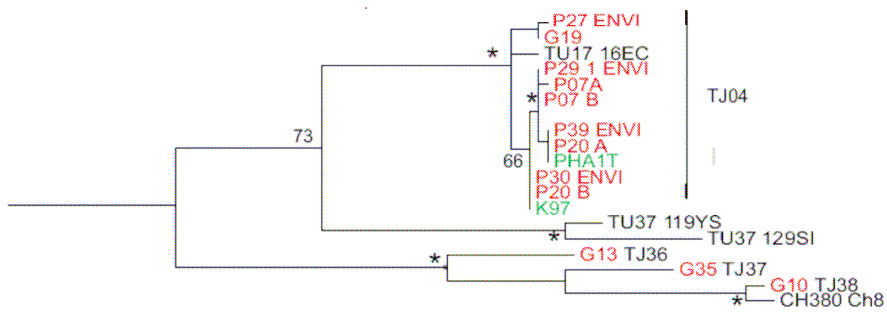 P27 ENVI
G19
*
TU17 16EC
P29 1 ENVI
P07A
*
P07 B
TJ04
P39 ENVI
73
P20 A
66
PHA1T
P30 ENVI
P20 B
K97
TU37 119YS
*
TU37 129SI
*
G13 TJ36
G35 TJ37
G10 TJ38
*
CH380 Ch8